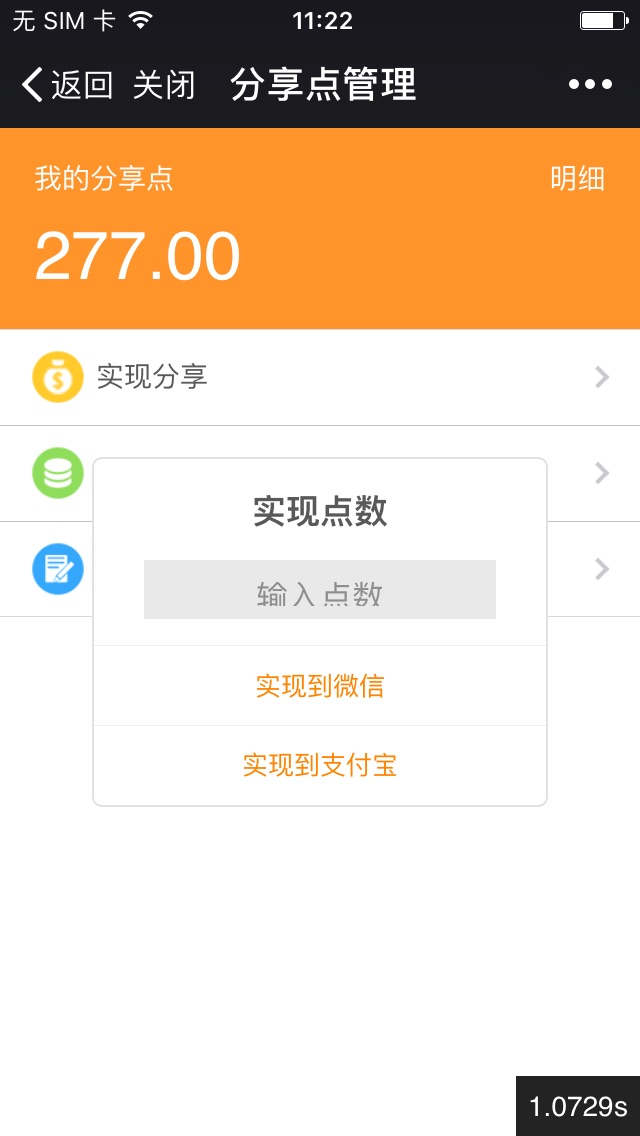 无 SIM 卡
11:22
返回 关闭 分享点管理
我的分享点
明细
277.00
实现分享
实现点数
输入点数
实现到微信
实现到支付宝
1.0729s